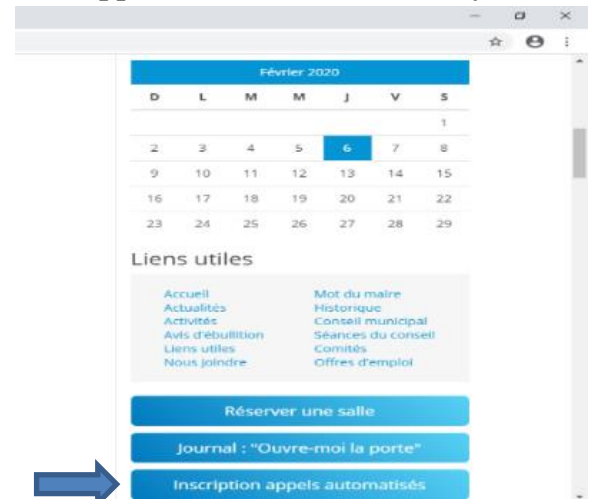 Février 2020
D L M M J V S
1
2 3 4 5 6 7 8
9 10 11 12 13 14 15
16 17 18 19 20 21 22
23 24 25 26 27 28 29
Liens utiles
Accueil Mot du maire
Actualités Historique
Activités Conseil municipal
Avis d'ébullition Séances du conseil
Liens utiles Comités
Nous joindre Offres d'emploi
Réserver une salle
Journal : "Ouvre-moi la porte"
Inscription appels automatisés